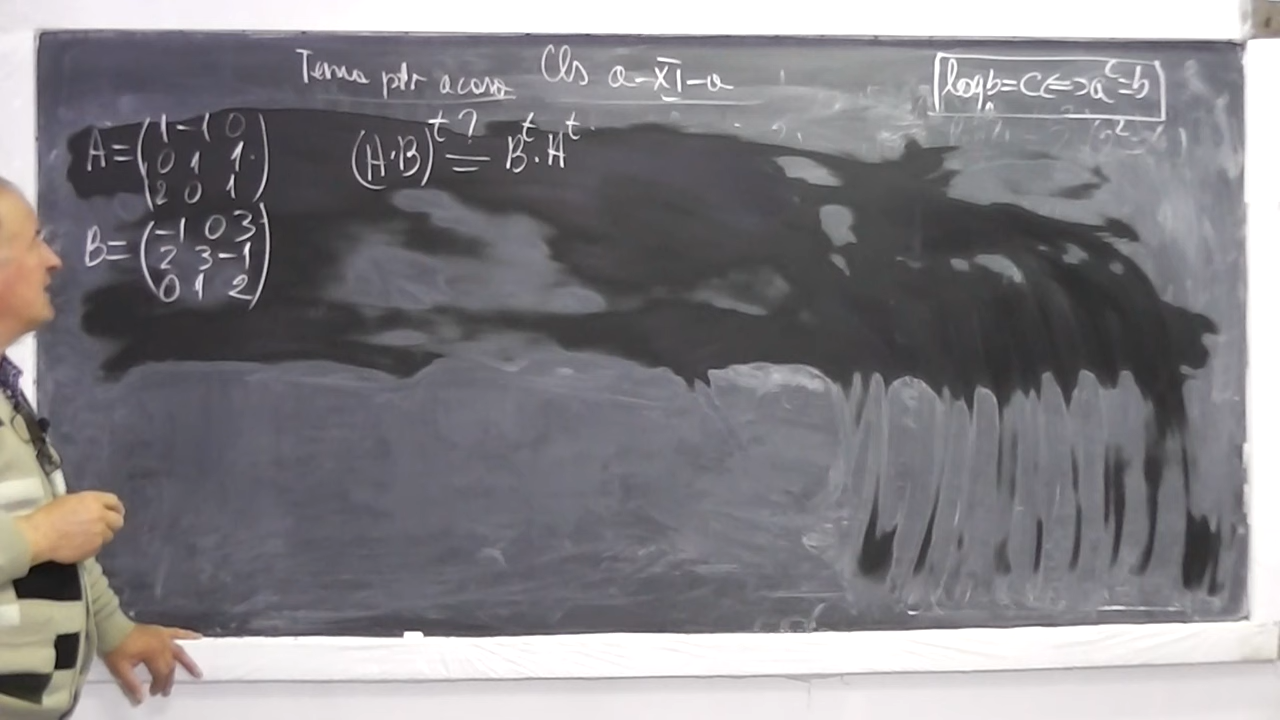 Tema ptr acasa Cls a-XI-a
log_a b = c <=> a^c = b
A = (1 -1 0
0 1 1
2 0 1)
(A·B)^t ?= B^t · A^t
B = (-1 0 3
2 3 -1
0 1 2)